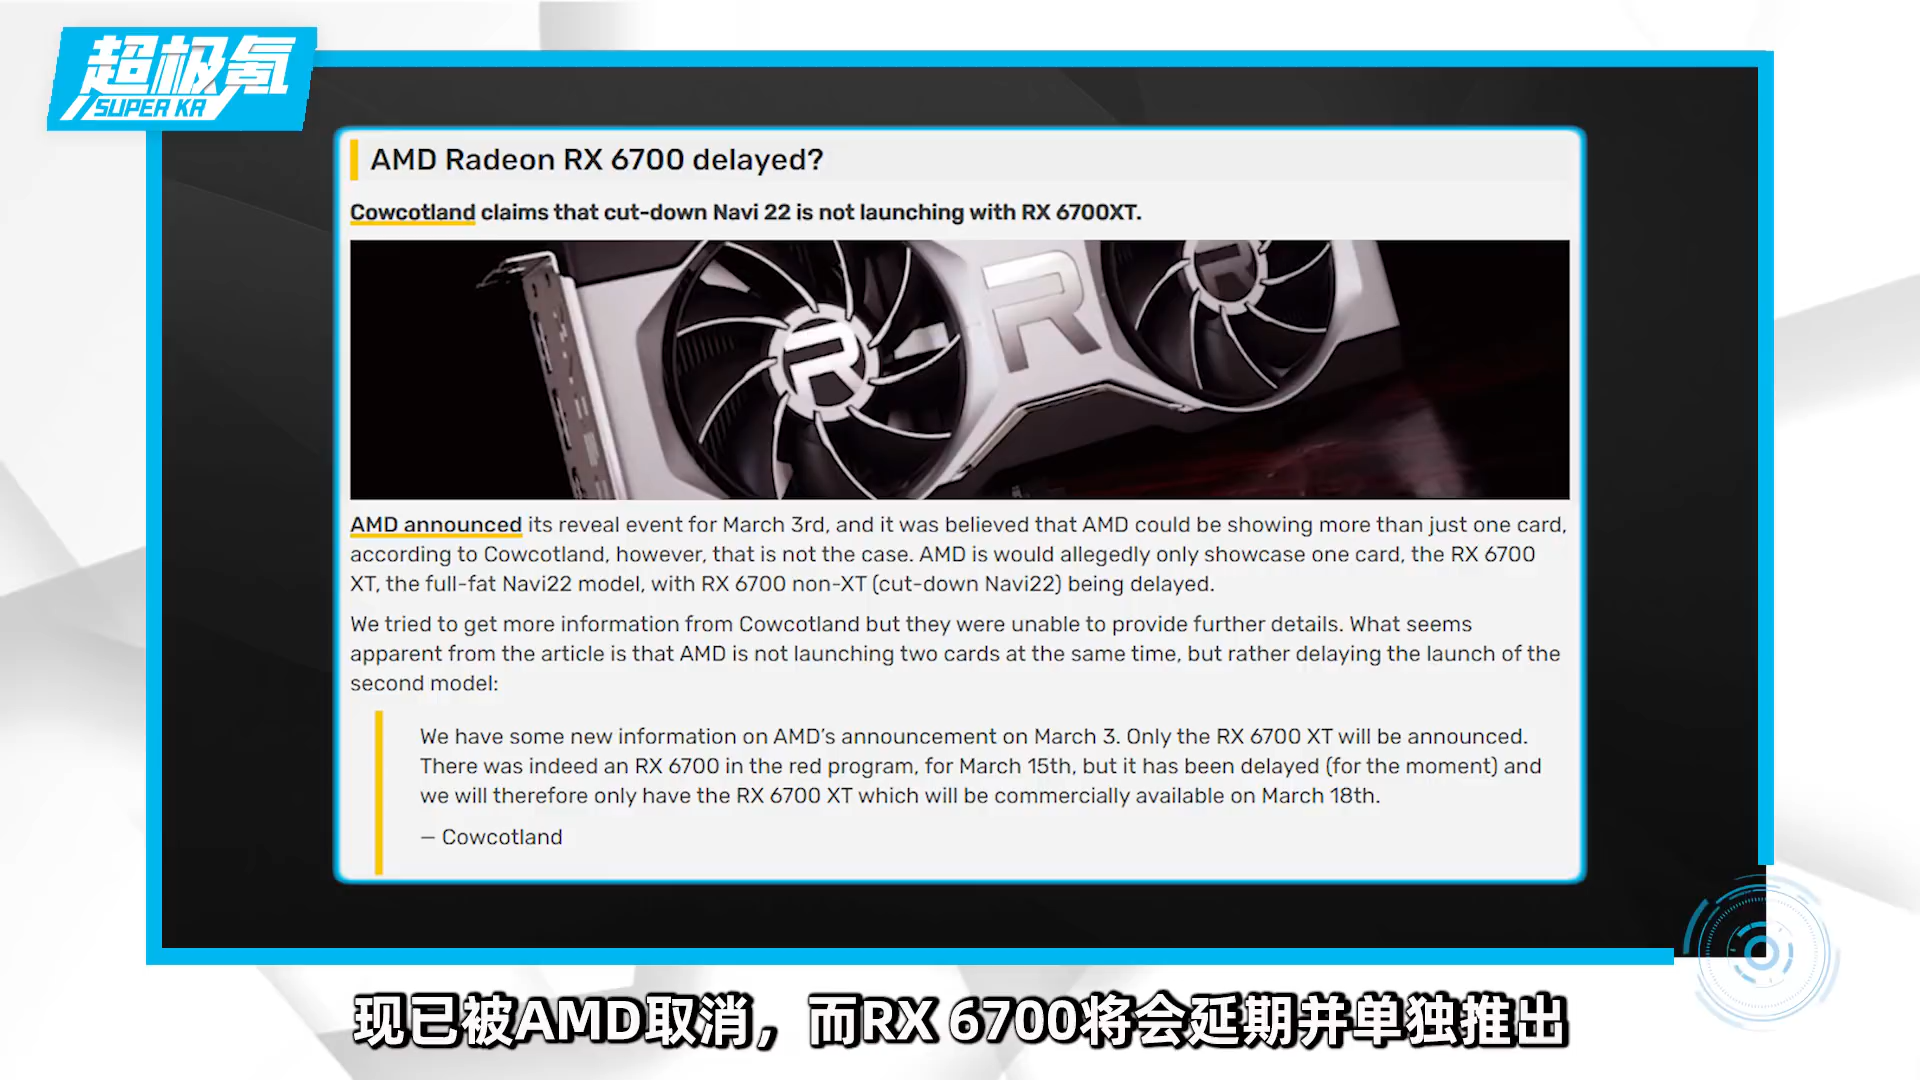 超极氪
SUPER KR
AMD Radeon RX 6700 delayed?
Cowcotland claims that cut-down Navi 22 is not launching with RX 6700XT.
AMD announced its reveal event for March 3rd, and it was believed that AMD could be showing more than just one card,
according to Cowcotland, however, that is not the case. AMD is would allegedly only showcase one card, the RX 6700
XT, the full-fat Navi22 model, with RX 6700 non-XT (cut-down Navi22) being delayed.
We tried to get more information from Cowcotland but they were unable to provide further details. What seems
apparent from the article is that AMD is not launching two cards at the same time, but rather delaying the launch of the
second model:
We have some new information on AMD's announcement on March 3. Only the RX 6700 XT will be announced.
There was indeed an RX 6700 in the red program, for March 15th, but it has been delayed (for the moment) and
we will therefore only have the RX 6700 XT which will be commercially available on March 18th.
— Cowcotland
现已被AMD取消，而RX 6700将会延期并单独推出